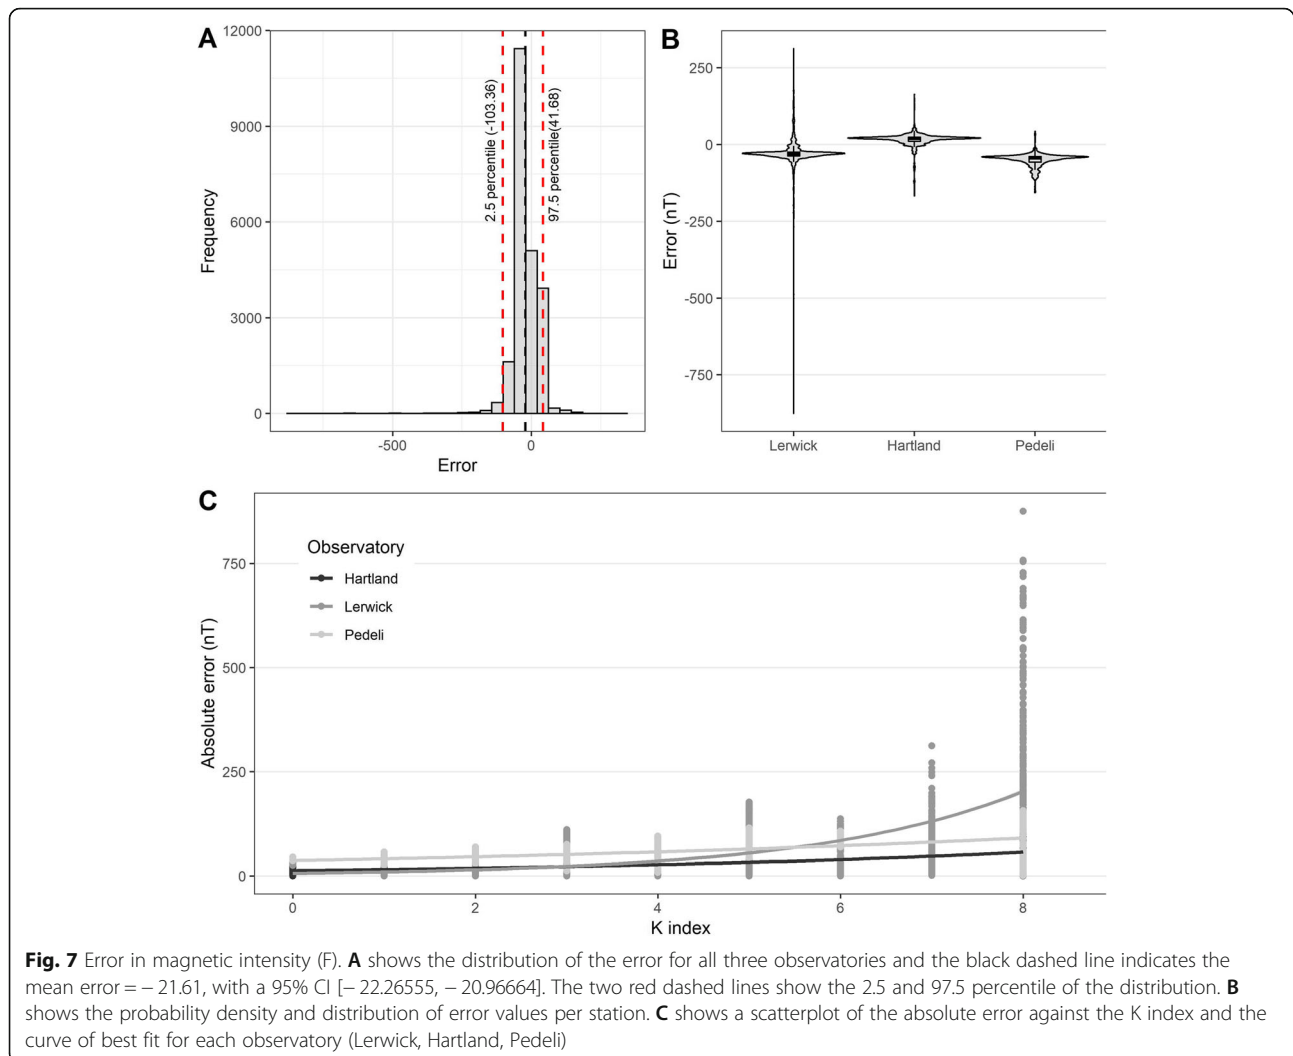 A
12000
9000
6000
3000
0
Frequency
2.5 percentile (-103.36)
97.5 percentile(41.68)
-500
0
Error
B
250
0
-250
-500
-750
Error (nT)
Lerwick
Hartland
Pedeli
C
750
500
250
0
Absolute error (nT)
Observatory
Hartland
Lerwick
Pedeli
0
2
4
6
8
K index
Fig. 7 Error in magnetic intensity (F). A shows the distribution of the error for all three observatories and the black dashed line indicates the
mean error = − 21.61, with a 95% CI [− 22.26555, − 20.96664]. The two red dashed lines show the 2.5 and 97.5 percentile of the distribution. B
shows the probability density and distribution of error values per station. C shows a scatterplot of the absolute error against the K index and the
curve of best fit for each observatory (Lerwick, Hartland, Pedeli)